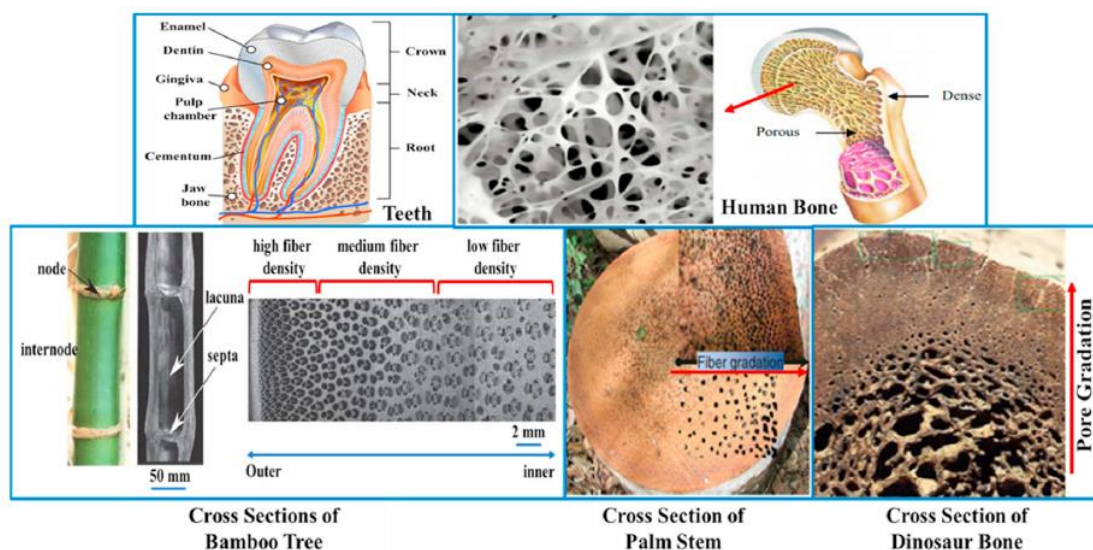 Enamel
Dentin
Gingiva
Pulp
chamber
Cementum
Jaw
bone
Crown
Neck
Root
Teeth
Dense
Porous
Human Bone
node
internode
lacuna
septa
50 mm
high fiber
density
medium fiber
density
low fiber
density
2 mm
Outer
inner
Fiber gradation
Pore Gradation
Cross Sections of
Bamboo Tree
Cross Section of
Palm Stem
Cross Section of
Dinosaur Bone